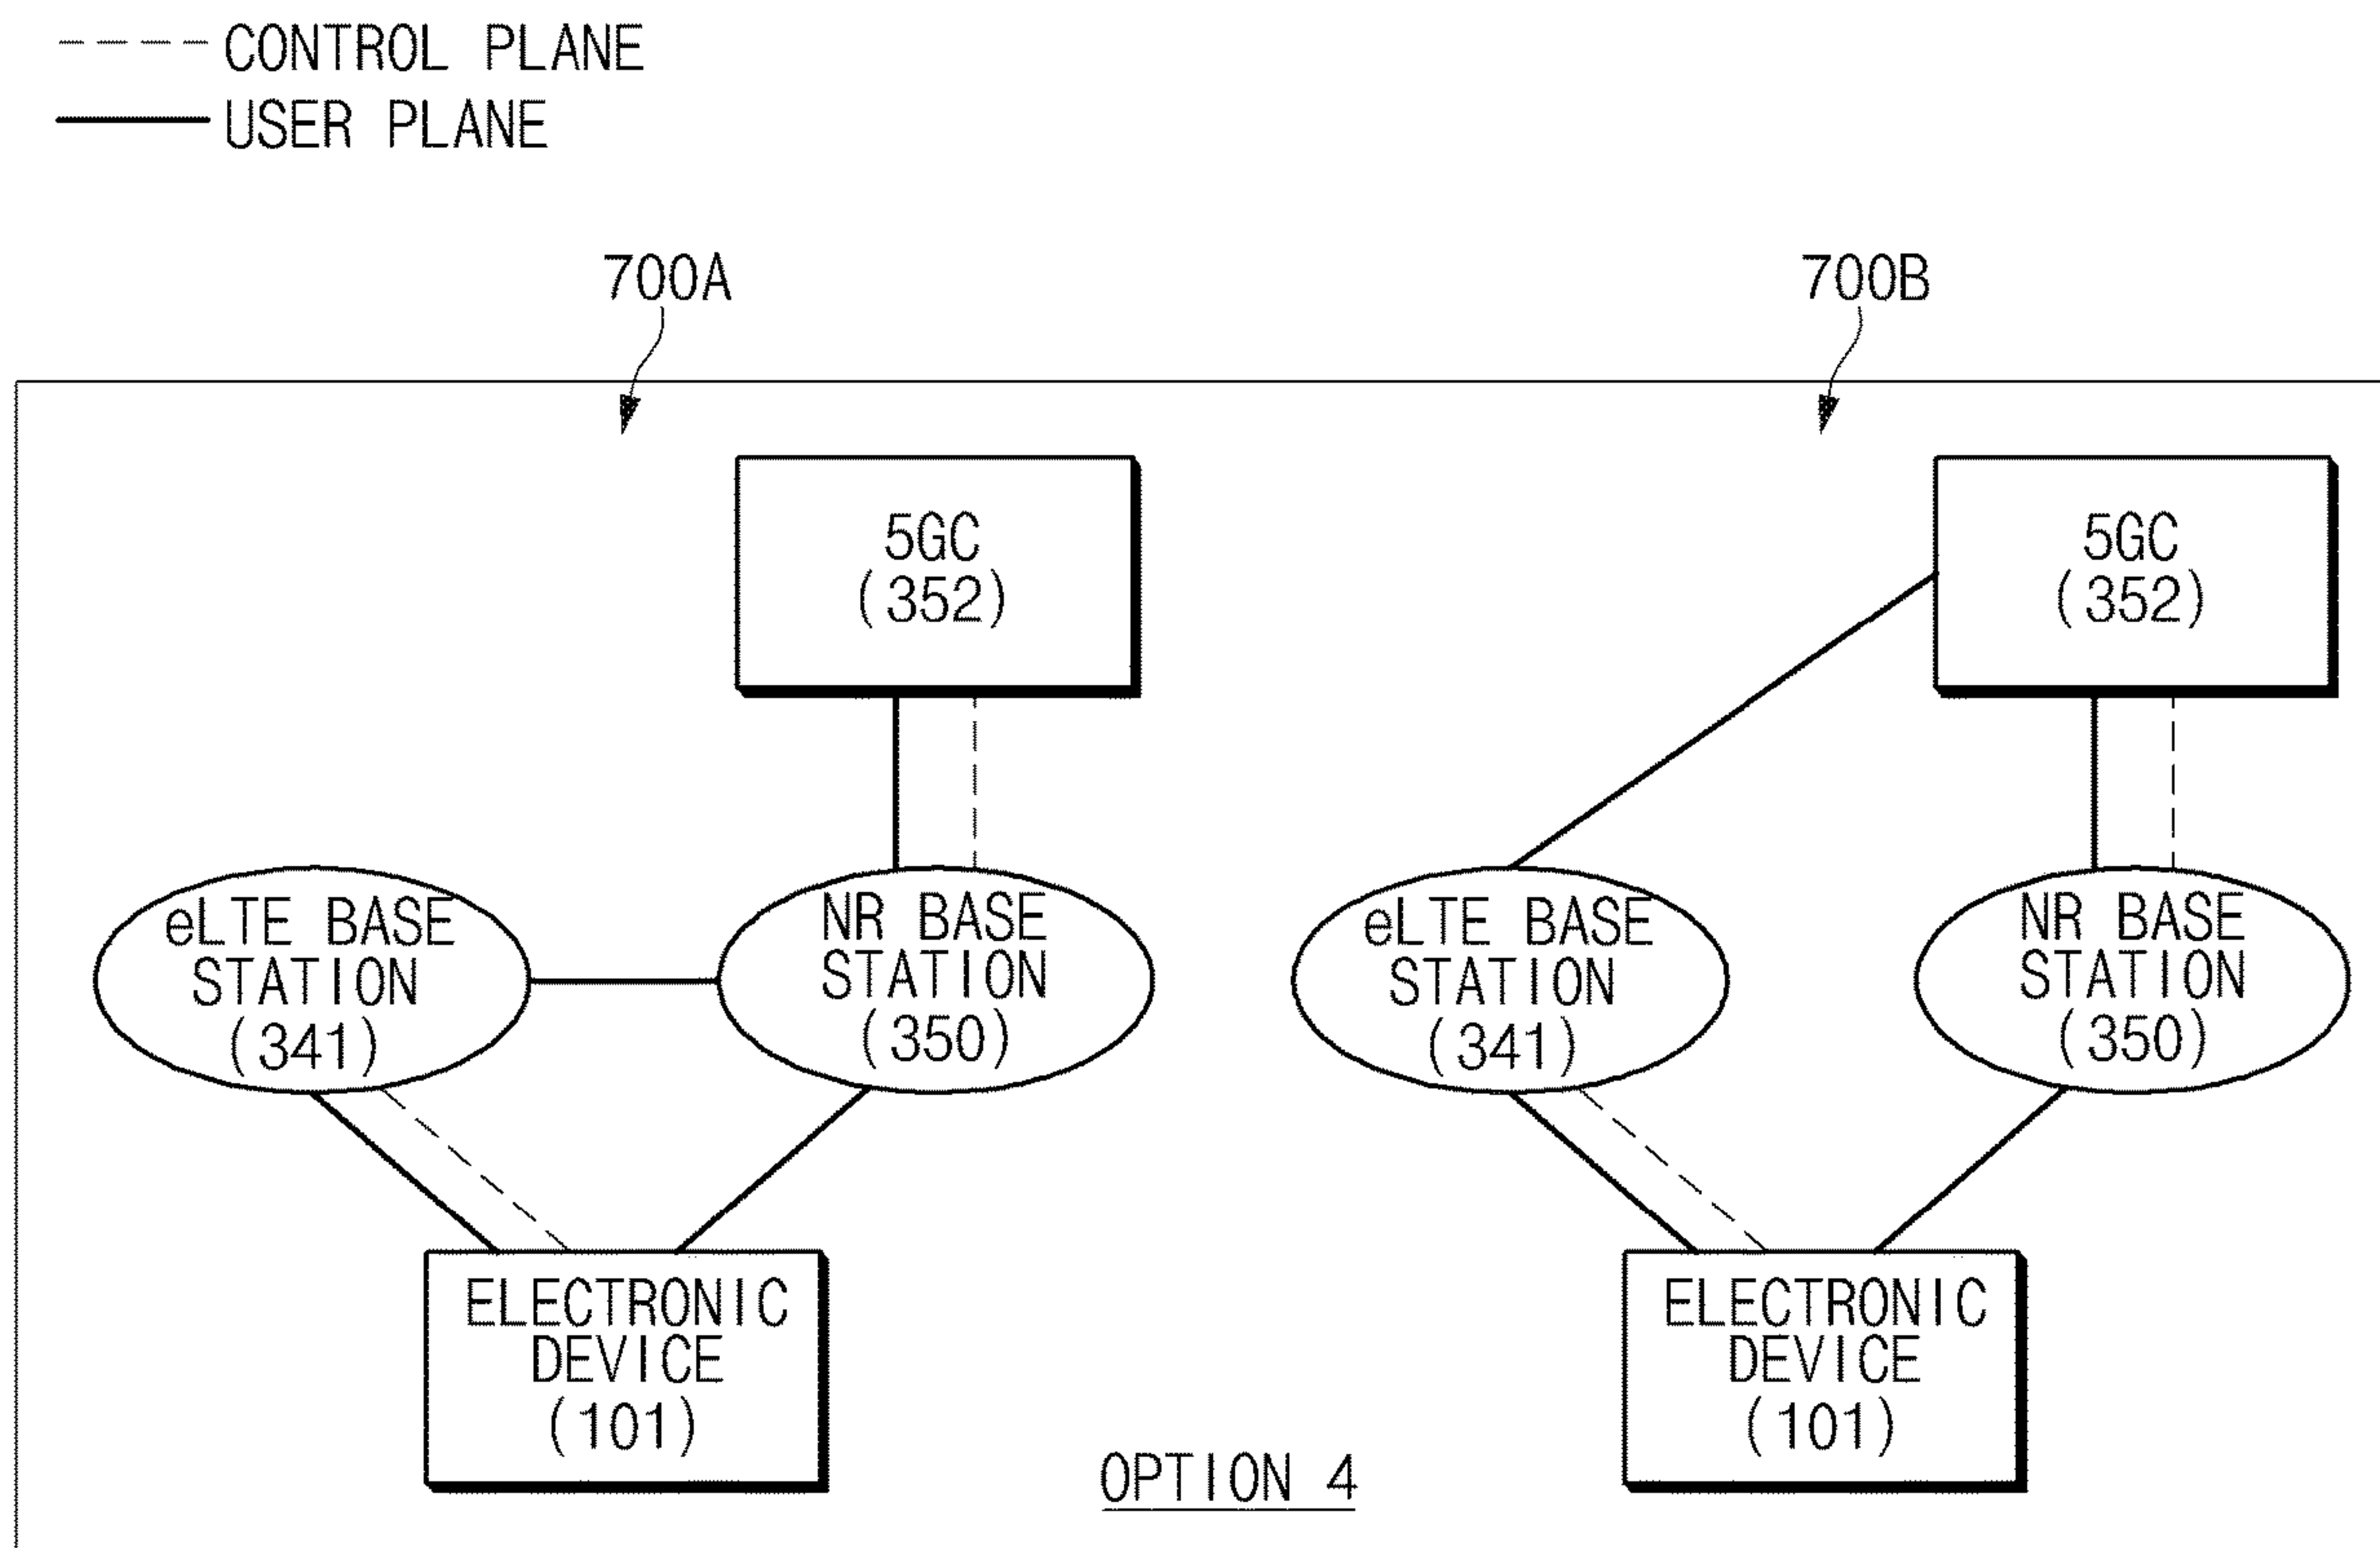 CONTROL PLANE
USER PLANE
700A
700B
5GC
(352)
5GC
(352)
eLTE BASE
STATION
(341)
NR BASE
STATION
(350)
eLTE BASE
STATION
(341)
NR BASE
STATION
(350)
ELECTRONIC
DEVICE
(101)
ELECTRONIC
DEVICE
(101)
OPTION 4